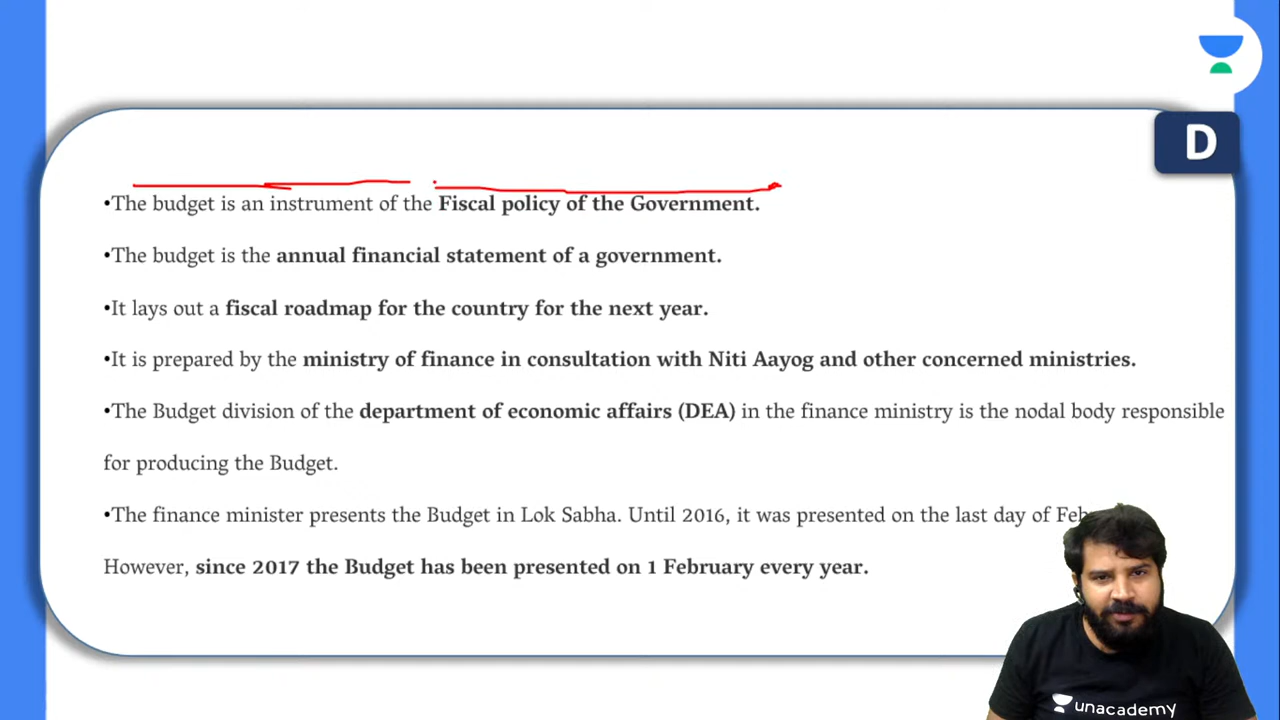 D
•The budget is an instrument of the Fiscal policy of the Government.
•The budget is the annual financial statement of a government.
•It lays out a fiscal roadmap for the country for the next year.
•It is prepared by the ministry of finance in consultation with Niti Aayog and other concerned ministries.
•The Budget division of the department of economic affairs (DEA) in the finance ministry is the nodal body responsible
for producing the Budget.
•The finance minister presents the Budget in Lok Sabha. Until 2016, it was presented on the last day of
However, since 2017 the Budget has been presented on 1 February every year.
unacademy